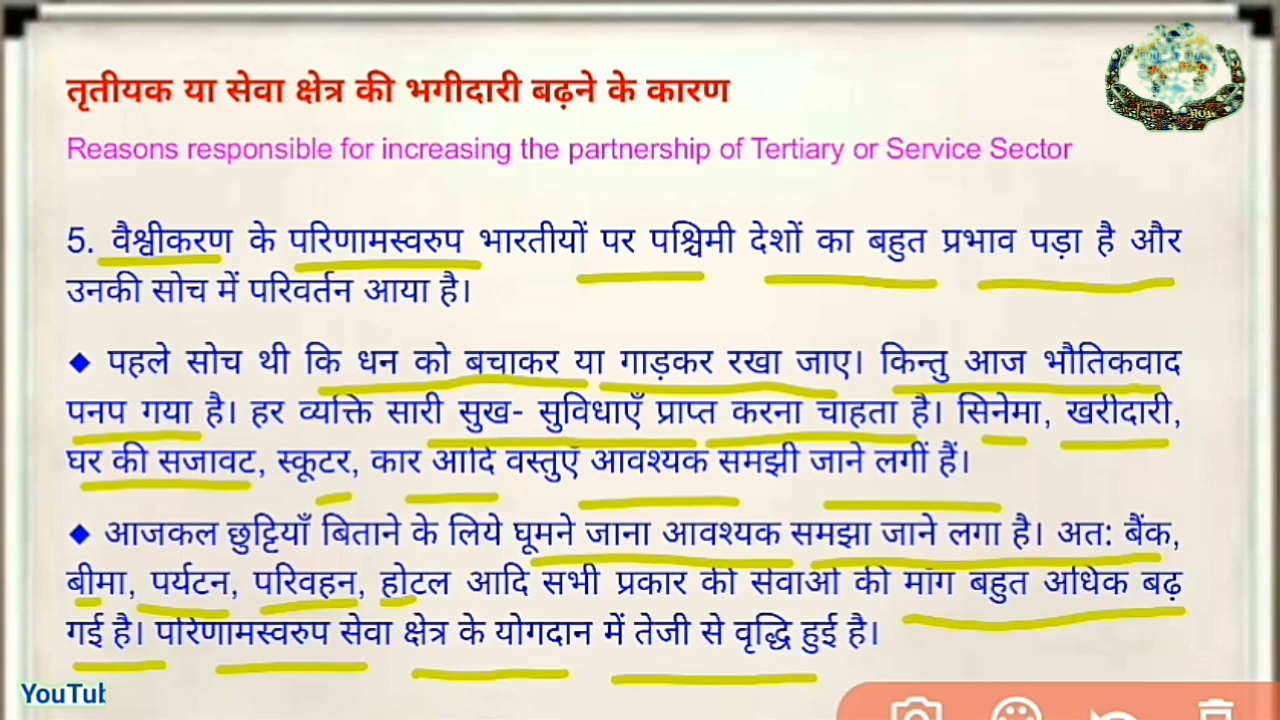 तृतीयक या सेवा क्षेत्र की भगीदारी बढ़ने के कारण
Reasons responsible for increasing the partnership of Tertiary or Service Sector
5. वैश्वीकरण के परिणामस्वरुप भारतीयों पर पश्चिमी देशों का बहुत प्रभाव पड़ा है और
उनकी सोच में परिवर्तन आया है।
◆ पहले सोच थी कि धन को बचाकर या गाड़कर रखा जाए। किन्तु आज भौतिकवाद
पनप गया है। हर व्यक्ति सारी सुख- सुविधाएँ प्राप्त करना चाहता है। सिनेमा, खरीदारी,
घर की सजावट, स्कूटर, कार आदि वस्तुएँ आवश्यक समझी जाने लगीं हैं।
◆ आजकल छुट्टियाँ बिताने के लिये घूमने जाना आवश्यक समझा जाने लगा है। अत: बैंक,
बीमा, पर्यटन, परिवहन, होटल आदि सभी प्रकार की सेवाओं की मांग बहुत अधिक बढ़
गई है। परिणामस्वरुप सेवा क्षेत्र के योगदान में तेजी से वृद्धि हुई है।
YouTub